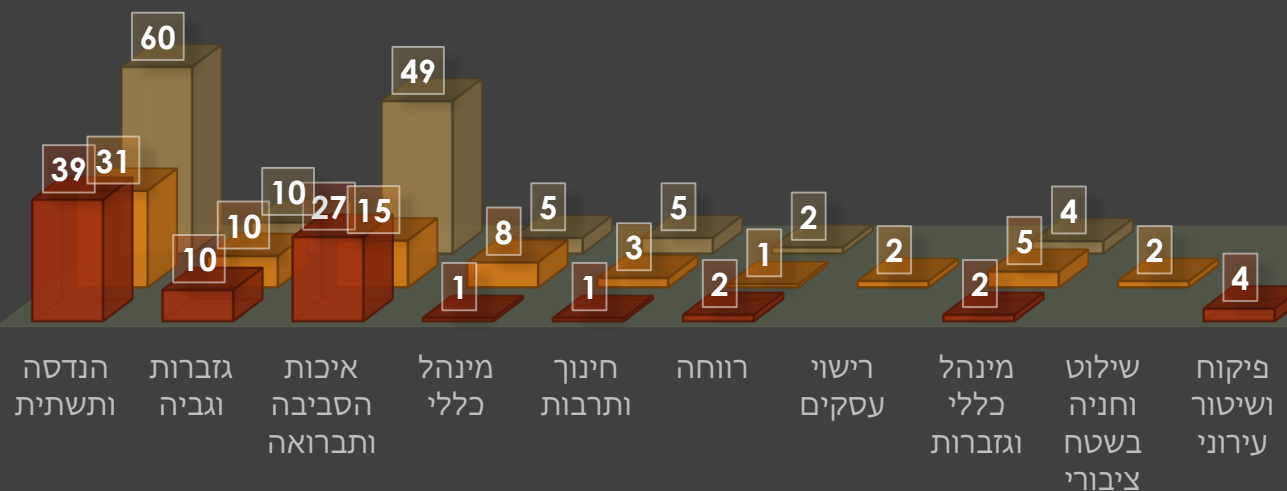 60
49
39
31
10
27
15
10
10
8
5
5
2
4
3
1
2
5
2
1
1
2
2
4
הנדסה
ותשתית
גזברות
וגביה
איכות
הסביבה
ותברואה
מינהל
כללי
חינוך
ותרבות
רווחה
רישוי
עסקים
מינהל
כללי
וגזברות
שילוט
וחניה
בשטח
ציבורי
פיקוח
ושיטור
עירוני